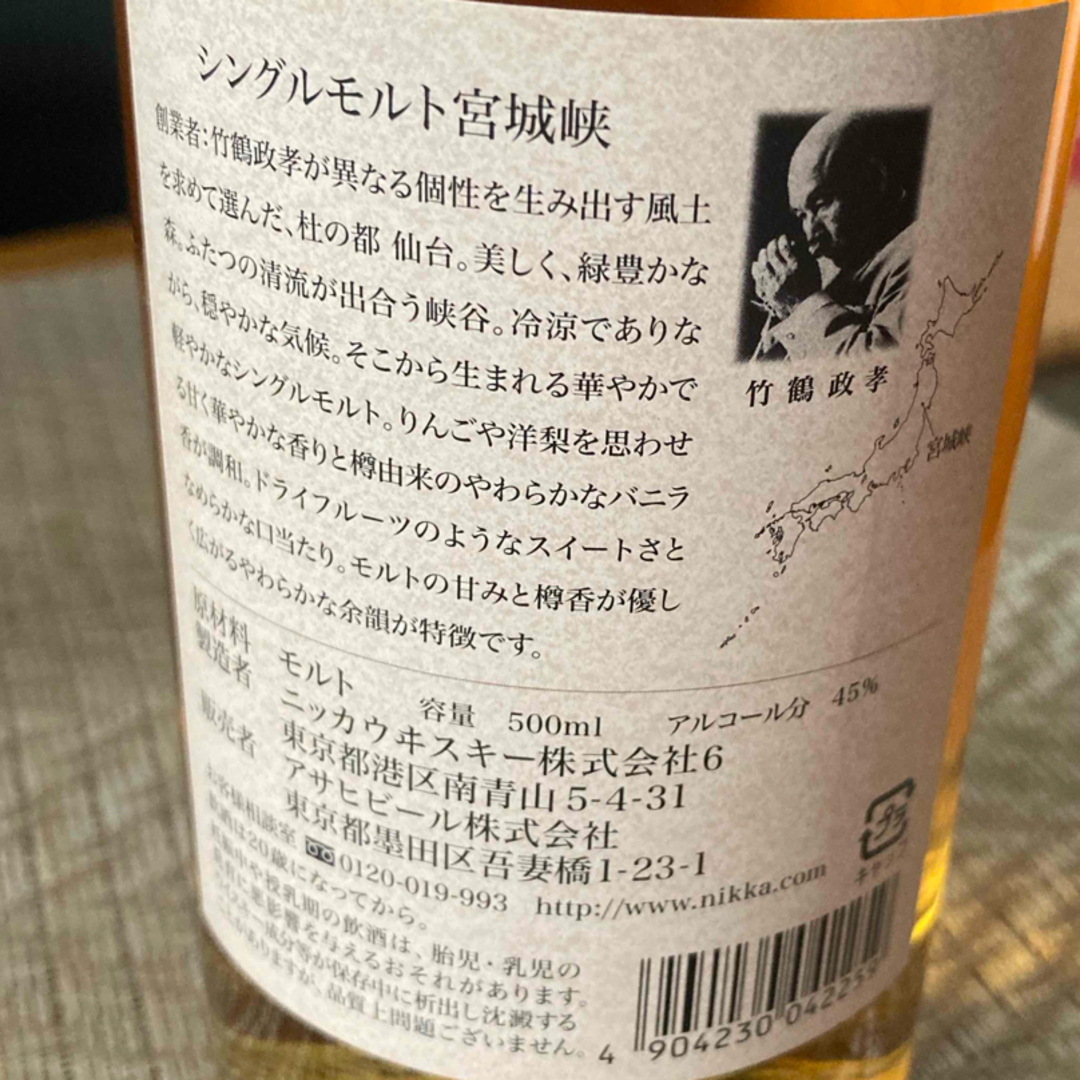 シングルモルト宮城峡
創業者:竹鶴政孝が異なる個性を生み出す風土
を求めて選んだ、杜の都 仙台。美しく、緑豊かな
森。ふたつの清流が出合う峡谷。冷涼でありな
がら、穏やかな気候。そこから生まれる華やかで
軽やかなシングルモルト。りんごや洋梨を思わせ
る甘く華やかな香りと樽由来のやわらかなバニラ
香が調和。ドライフルーツのようなスイートさと
なめらかな口当たり。モルトの甘みと樽香が優し
く広がるやわらかな余韻が特徴です。
竹鶴政孝
宮城峡
原材料 モルト 容量 500ml アルコール分 45%
製造者 ニッカウヰスキー株式会社6
東京都港区南青山5-4-31
販売者 アサヒビール株式会社
東京都墨田区吾妻橋1-23-1
お客様相談室 0120-019-993 http://www.nikka.com
飲酒は20歳になってから。
妊娠中や授乳期の飲酒は、胎児・乳児の
発育に悪影響を与えるおそれがあります。
ウイスキーの成分等が保存中に析出し沈澱する
こともありますが、品質上問題ございません。
プラ
キャップ
4 904230 042259